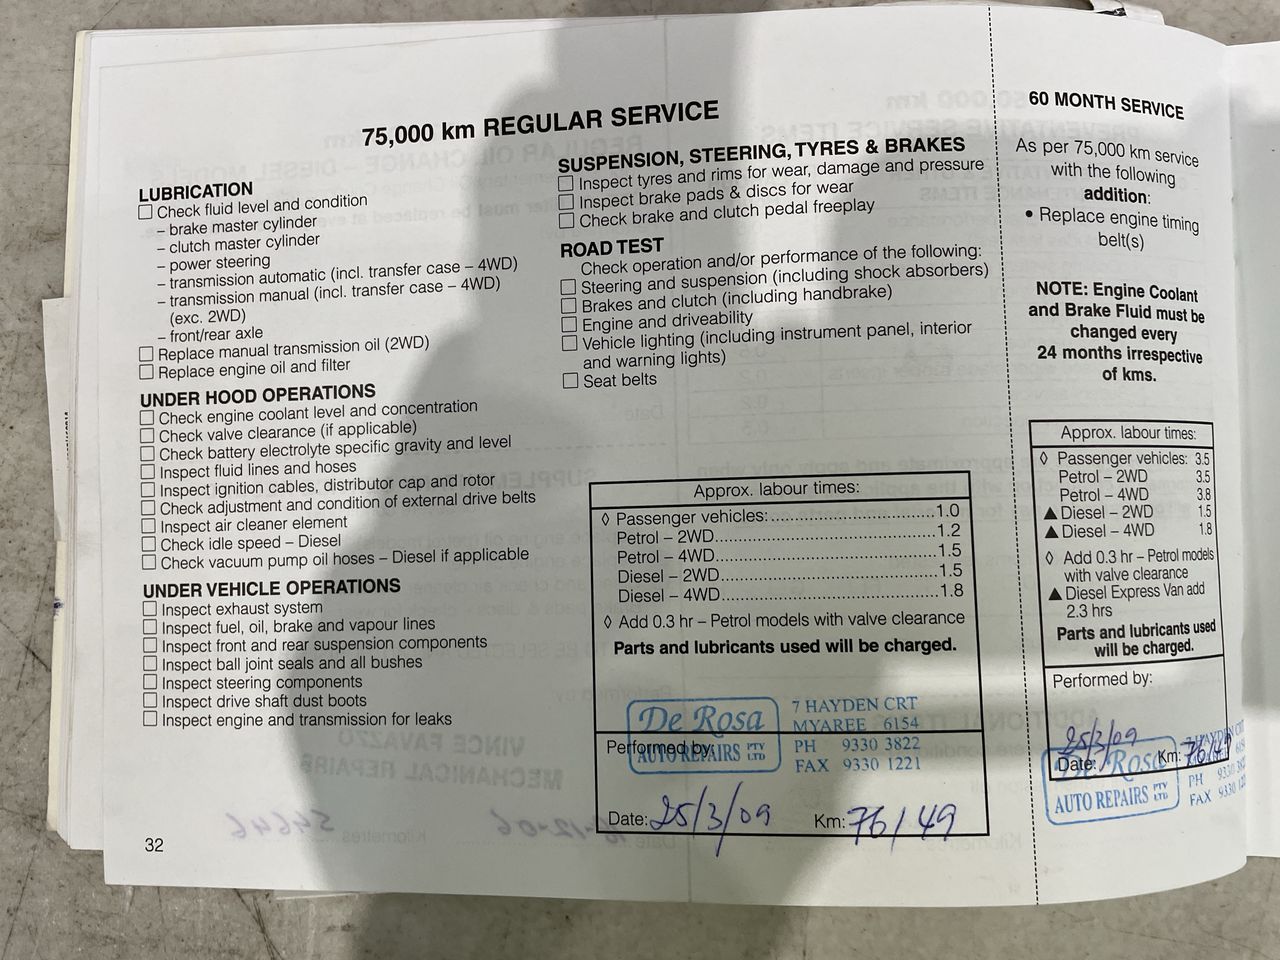 75,000 km REGULAR SERVICE
LUBRICATION
Check fluid level and condition
– brake master cylinder
– clutch master cylinder
– power steering
– transmission automatic (incl. transfer case – 4WD)
– transmission manual (incl. transfer case – 4WD)
(exc. 2WD)
– front/rear axle
Replace manual transmission oil (2WD)
Replace engine oil and filter
UNDER HOOD OPERATIONS
Check engine coolant level and concentration
Check valve clearance (if applicable)
Check battery electrolyte specific gravity and level
Inspect fluid lines and hoses
Inspect ignition cables, distributor cap and rotor
Check adjustment and condition of external drive belts
Inspect air cleaner element
Check idle speed – Diesel
Check vacuum pump oil hoses – Diesel if applicable
UNDER VEHICLE OPERATIONS
Inspect exhaust system
Inspect fuel, oil, brake and vapour lines
Inspect front and rear suspension components
Inspect ball joint seals and all bushes
Inspect steering components
Inspect drive shaft dust boots
Inspect engine and transmission for leaks
32
SUSPENSION, STEERING, TYRES & BRAKES
Inspect tyres and rims for wear, damage and pressure
Inspect brake pads & discs for wear
Check brake and clutch pedal freeplay
ROAD TEST
Check operation and/or performance of the following:
Steering and suspension (including shock absorbers)
Brakes and clutch (including handbrake)
Engine and driveability
Vehicle lighting (including instrument panel, interior
and warning lights)
Seat belts
Approx. labour times:
◊ Passenger vehicles:..............................1.0
Petrol – 2WD........................................1.2
Petrol – 4WD........................................1.5
Diesel – 2WD.......................................1.5
Diesel – 4WD.......................................1.8
◊ Add 0.3 hr – Petrol models with valve clearance
Parts and lubricants used will be charged.
De Rosa
AUTO REPAIRS PTY LTD
7 HAYDEN CRT
MYAREE 6154
PH 9330 3822
FAX 9330 1221
Performed by:
Date: 25/3/09 Km: 76149
60 MONTH SERVICE
As per 75,000 km service
with the following
addition:
• Replace engine timing
belt(s)
NOTE: Engine Coolant
and Brake Fluid must be
changed every
24 months irrespective
of kms.
Approx. labour times:
◊ Passenger vehicles: 3.5
Petrol – 2WD 3.5
Petrol – 4WD 3.8
▲ Diesel – 2WD 1.5
▲ Diesel – 4WD 1.8
◊ Add 0.3 hr – Petrol models
with valve clearance
▲ Diesel Express Van add
2.3 hrs
Parts and lubricants used
will be charged.
Performed by:
25/3/09
Date: Km: 76149
De Rosa
AUTO REPAIRS PTY LTD
HAYDEN CRT
PH 9330
FAX 9330